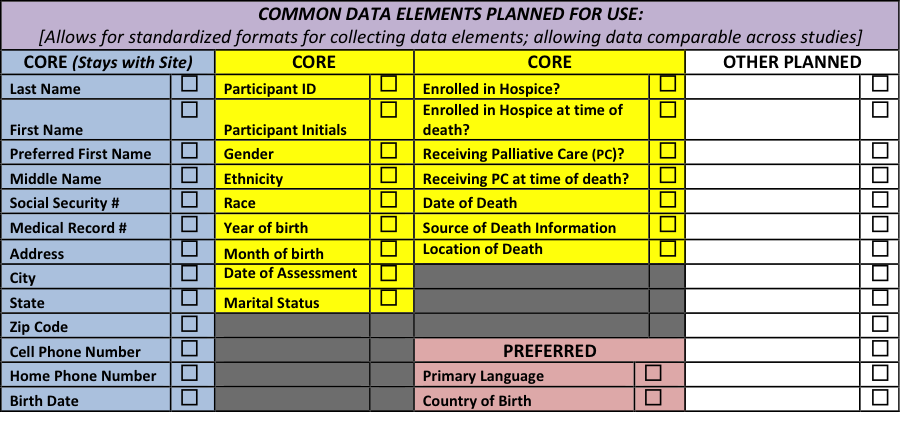 COMMON DATA ELEMENTS PLANNED FOR USE:
[Allows for standardized formats for collecting data elements; allowing data comparable across studies]
CORE (Stays with Site) CORE CORE OTHER PLANNED
Last Name ☐ Participant ID ☐ Enrolled in Hospice? ☐ ☐
First Name ☐ Participant Initials ☐ Enrolled in Hospice at time of
death? ☐ ☐
Preferred First Name ☐ Gender ☐ Receiving Palliative Care (PC)? ☐ ☐
Middle Name ☐ Ethnicity ☐ Receiving PC at time of death? ☐ ☐
Social Security # ☐ Race ☐ Date of Death ☐ ☐
Medical Record # ☐ Year of birth ☐ Source of Death Information ☐ ☐
Address ☐ Month of birth ☐ Location of Death ☐ ☐
City ☐ Date of Assessment ☐ ☐
State ☐ Marital Status ☐ ☐
Zip Code ☐ ☐
Cell Phone Number ☐ PREFERRED ☐
Home Phone Number ☐ Primary Language ☐ ☐
Birth Date ☐ Country of Birth ☐ ☐